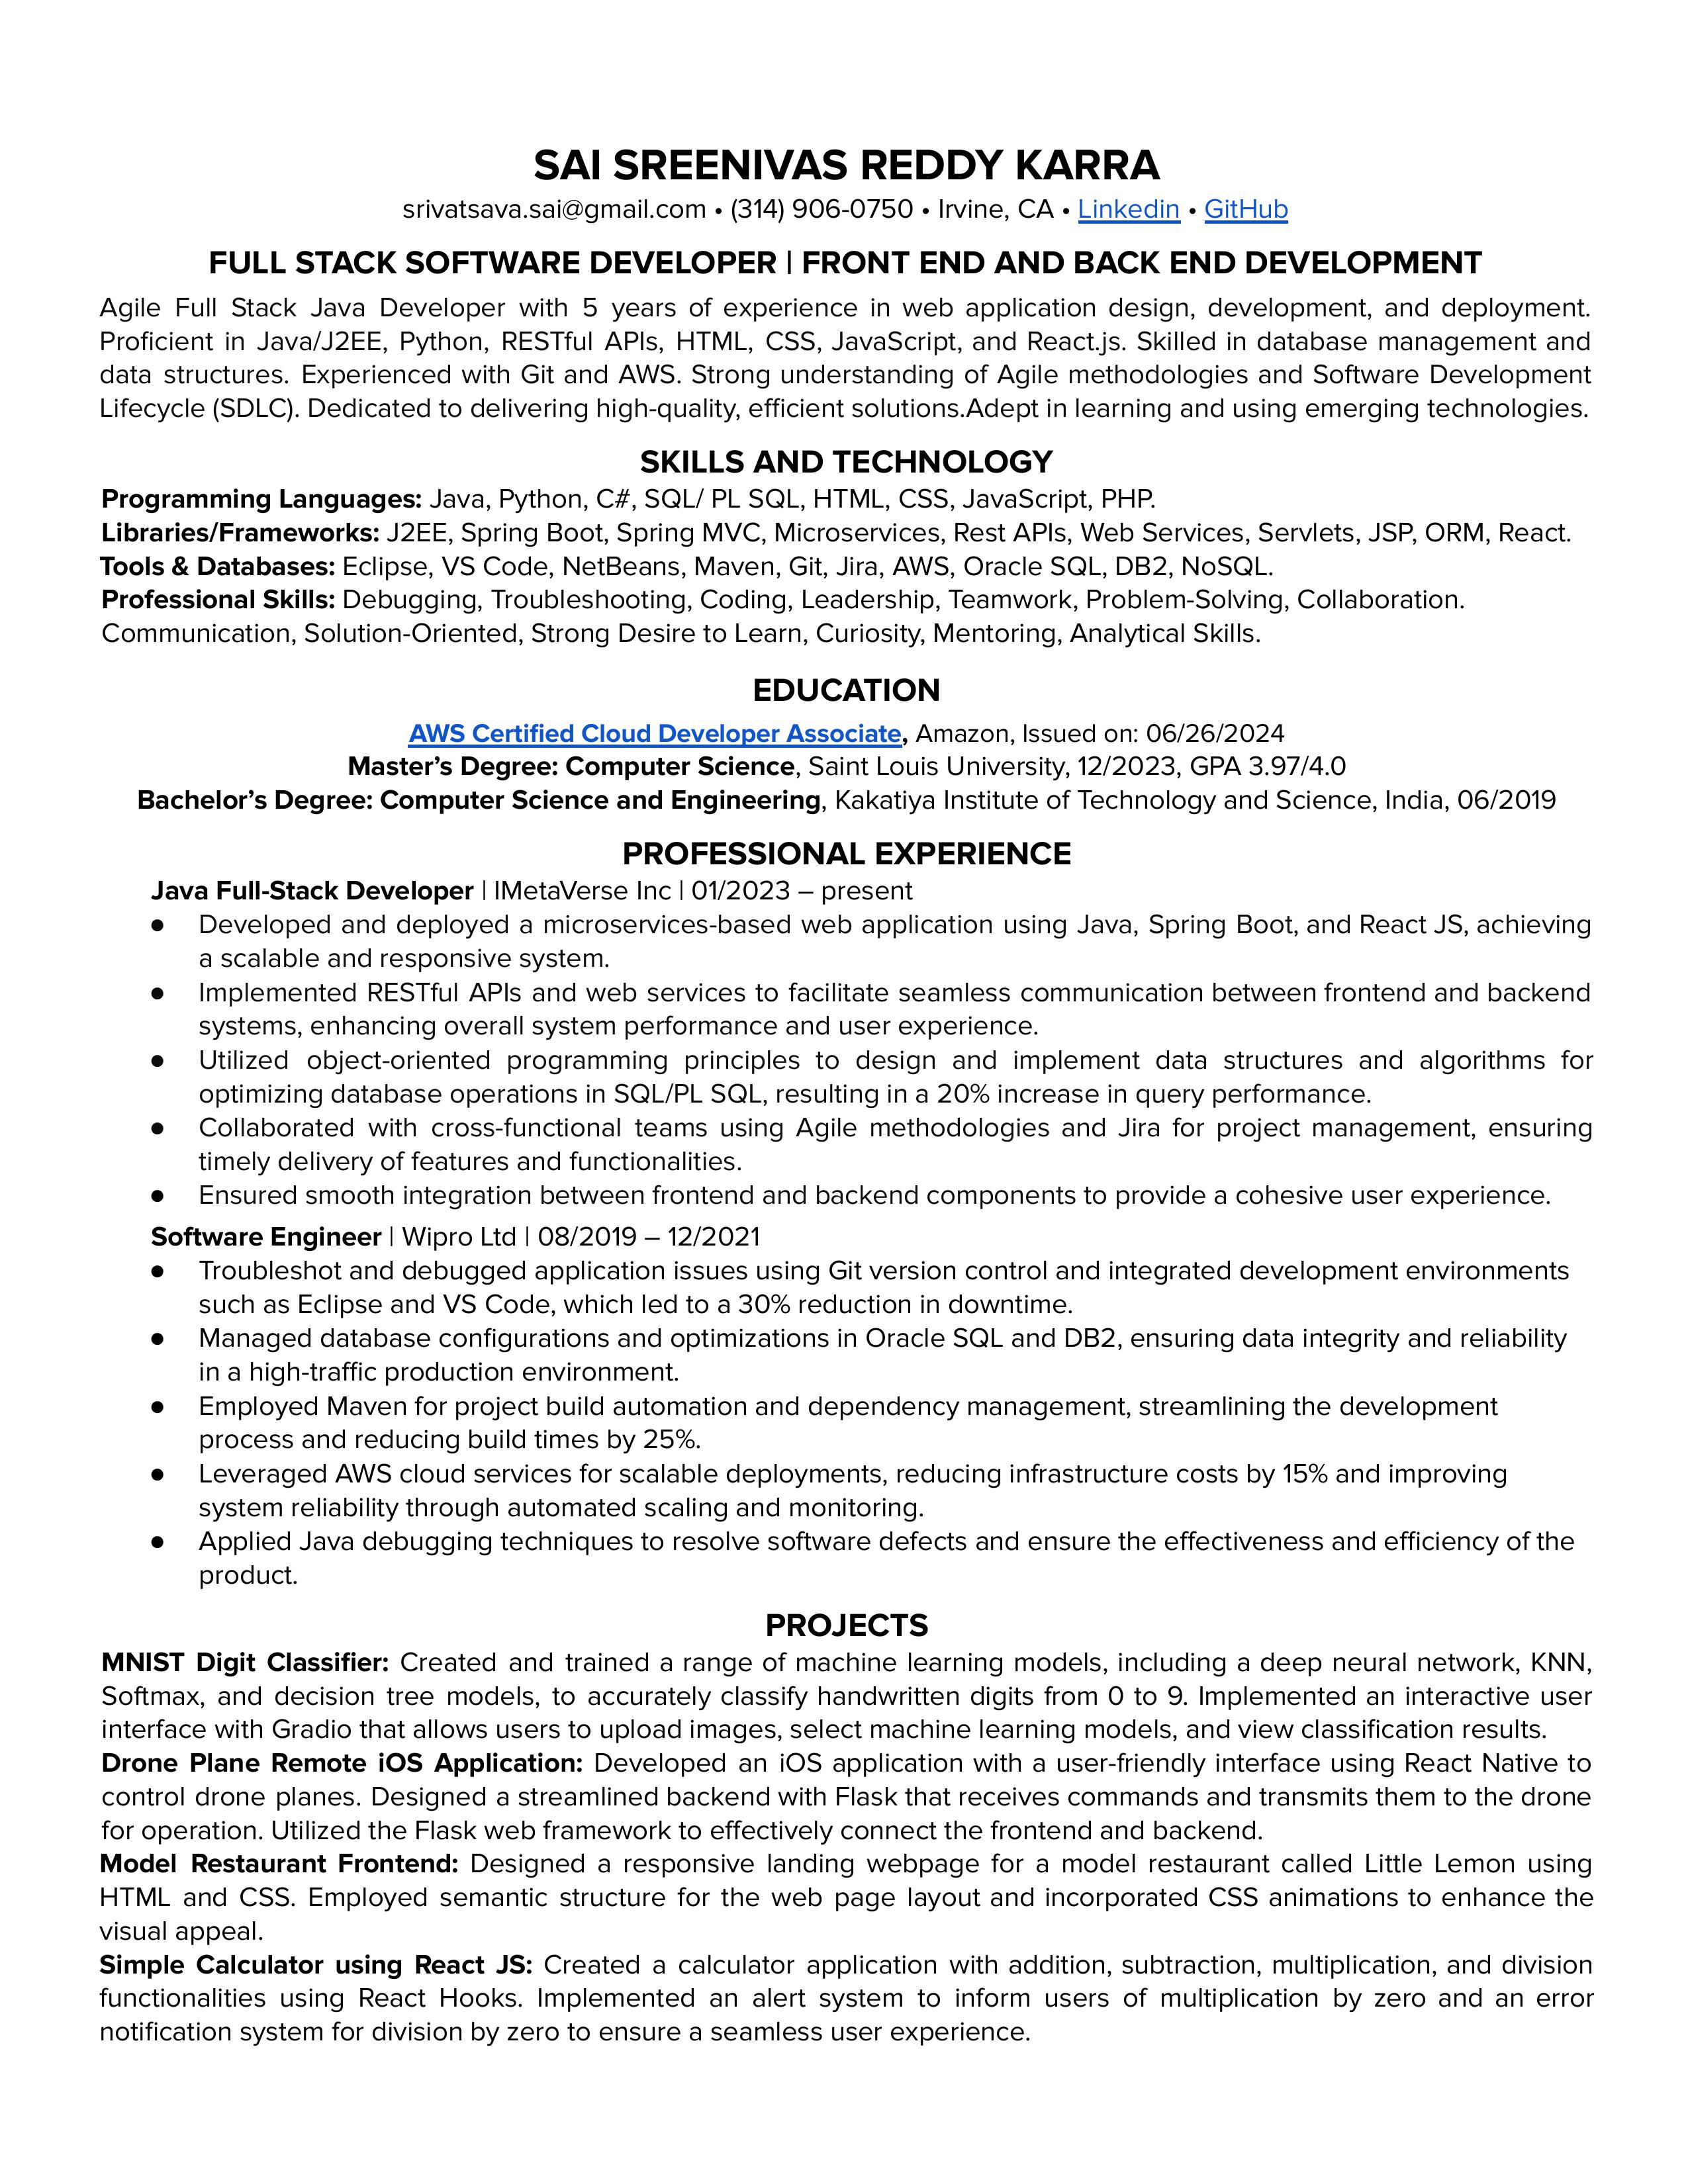 SAI SREENIVAS REDDY KARRA
srivatsava.sai@gmail.com • (314) 906-0750 • Irvine, CA • Linkedin • GitHub
FULL STACK SOFTWARE DEVELOPER | FRONT END AND BACK END DEVELOPMENT
Agile Full Stack Java Developer with 5 years of experience in web application design, development, and deployment.
Proficient in Java/J2EE, Python, RESTful APIs, HTML, CSS, JavaScript, and React.js. Skilled in database management and
data structures. Experienced with Git and AWS. Strong understanding of Agile methodologies and Software Development
Lifecycle (SDLC). Dedicated to delivering high-quality, efficient solutions.Adept in learning and using emerging technologies.
SKILLS AND TECHNOLOGY
Programming Languages: Java, Python, C#, SQL/ PL SQL, HTML, CSS, JavaScript, PHP.
Libraries/Frameworks: J2EE, Spring Boot, Spring MVC, Microservices, Rest APIs, Web Services, Servlets, JSP, ORM, React.
Tools & Databases: Eclipse, VS Code, NetBeans, Maven, Git, Jira, AWS, Oracle SQL, DB2, NoSQL.
Professional Skills: Debugging, Troubleshooting, Coding, Leadership, Teamwork, Problem-Solving, Collaboration.
Communication, Solution-Oriented, Strong Desire to Learn, Curiosity, Mentoring, Analytical Skills.
EDUCATION
AWS Certified Cloud Developer Associate, Amazon, Issued on: 06/26/2024
Master’s Degree: Computer Science, Saint Louis University, 12/2023, GPA 3.97/4.0
Bachelor’s Degree: Computer Science and Engineering, Kakatiya Institute of Technology and Science, India, 06/2019
PROFESSIONAL EXPERIENCE
Java Full-Stack Developer | IMetaVerse Inc | 01/2023 – present
● Developed and deployed a microservices-based web application using Java, Spring Boot, and React JS, achieving
a scalable and responsive system.
● Implemented RESTful APIs and web services to facilitate seamless communication between frontend and backend
systems, enhancing overall system performance and user experience.
● Utilized object-oriented programming principles to design and implement data structures and algorithms for
optimizing database operations in SQL/PL SQL, resulting in a 20% increase in query performance.
● Collaborated with cross-functional teams using Agile methodologies and Jira for project management, ensuring
timely delivery of features and functionalities.
● Ensured smooth integration between frontend and backend components to provide a cohesive user experience.
Software Engineer | Wipro Ltd | 08/2019 – 12/2021
● Troubleshot and debugged application issues using Git version control and integrated development environments
such as Eclipse and VS Code, which led to a 30% reduction in downtime.
● Managed database configurations and optimizations in Oracle SQL and DB2, ensuring data integrity and reliability
in a high-traffic production environment.
● Employed Maven for project build automation and dependency management, streamlining the development
process and reducing build times by 25%.
● Leveraged AWS cloud services for scalable deployments, reducing infrastructure costs by 15% and improving
system reliability through automated scaling and monitoring.
● Applied Java debugging techniques to resolve software defects and ensure the effectiveness and efficiency of the
product.
PROJECTS
MNIST Digit Classifier: Created and trained a range of machine learning models, including a deep neural network, KNN,
Softmax, and decision tree models, to accurately classify handwritten digits from 0 to 9. Implemented an interactive user
interface with Gradio that allows users to upload images, select machine learning models, and view classification results.
Drone Plane Remote iOS Application: Developed an iOS application with a user-friendly interface using React Native to
control drone planes. Designed a streamlined backend with Flask that receives commands and transmits them to the drone
for operation. Utilized the Flask web framework to effectively connect the frontend and backend.
Model Restaurant Frontend: Designed a responsive landing webpage for a model restaurant called Little Lemon using
HTML and CSS. Employed semantic structure for the web page layout and incorporated CSS animations to enhance the
visual appeal.
Simple Calculator using React JS: Created a calculator application with addition, subtraction, multiplication, and division
functionalities using React Hooks. Implemented an alert system to inform users of multiplication by zero and an error
notification system for division by zero to ensure a seamless user experience.